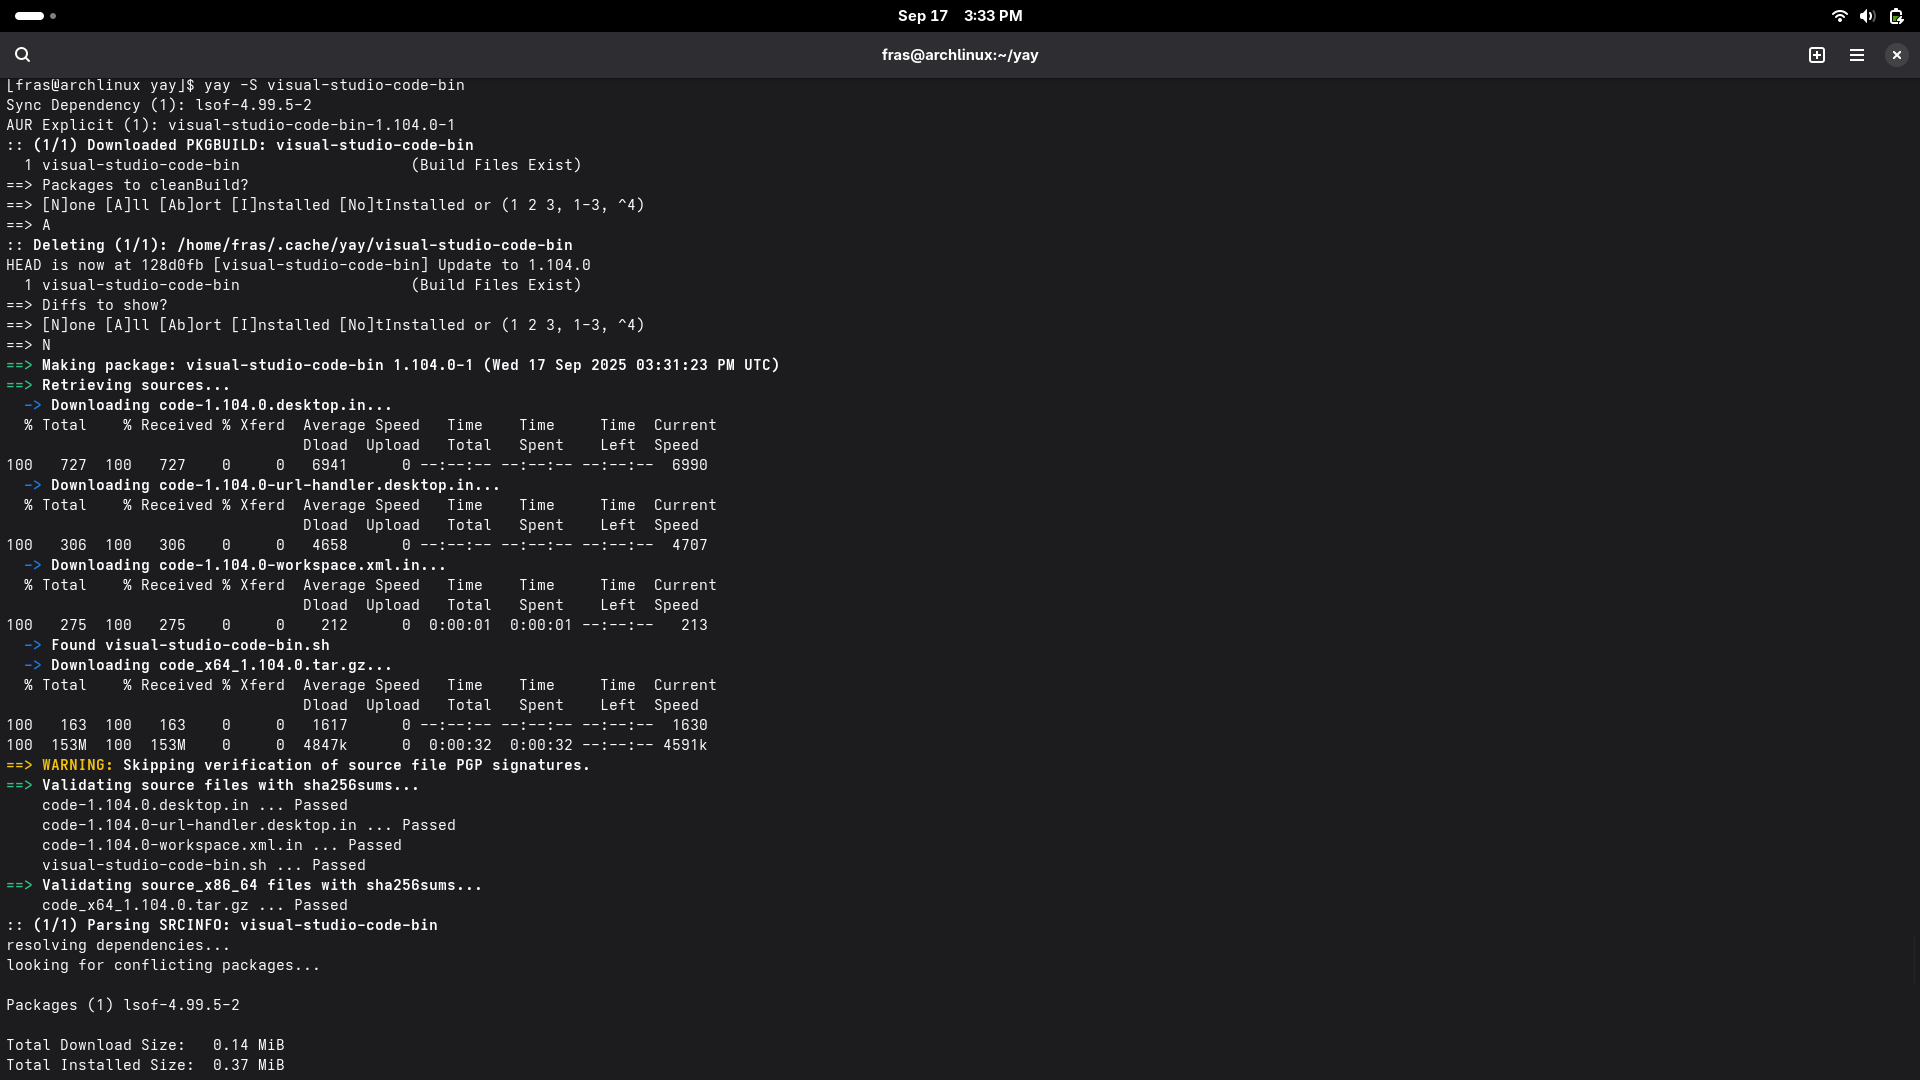 Sep 17 3:33 PM
fras@archlinux:~/yay
[fras@archlinux yay]$ yay -S visual-studio-code-bin
Sync Dependency (1): lsof-4.99.5-2
AUR Explicit (1): visual-studio-code-bin-1.104.0-1
:: (1/1) Downloaded PKGBUILD: visual-studio-code-bin
  1 visual-studio-code-bin                   (Build Files Exist)
==> Packages to cleanBuild?
==> [N]one [A]ll [Ab]ort [I]nstalled [No]tInstalled or (1 2 3, 1-3, ^4)
==> A
:: Deleting (1/1): /home/fras/.cache/yay/visual-studio-code-bin
HEAD is now at 128d0fb [visual-studio-code-bin] Update to 1.104.0
  1 visual-studio-code-bin                   (Build Files Exist)
==> Diffs to show?
==> [N]one [A]ll [Ab]ort [I]nstalled [No]tInstalled or (1 2 3, 1-3, ^4)
==> N
==> Making package: visual-studio-code-bin 1.104.0-1 (Wed 17 Sep 2025 03:31:23 PM UTC)
==> Retrieving sources...
  -> Downloading code-1.104.0.desktop.in...
  % Total    % Received % Xferd  Average Speed   Time    Time     Time  Current
                                 Dload  Upload   Total   Spent    Left  Speed
100   727  100   727    0     0   6941      0 --:--:-- --:--:-- --:--:--  6990
  -> Downloading code-1.104.0-url-handler.desktop.in...
  % Total    % Received % Xferd  Average Speed   Time    Time     Time  Current
                                 Dload  Upload   Total   Spent    Left  Speed
100   306  100   306    0     0   4658      0 --:--:-- --:--:-- --:--:--  4707
  -> Downloading code-1.104.0-workspace.xml.in...
  % Total    % Received % Xferd  Average Speed   Time    Time     Time  Current
                                 Dload  Upload   Total   Spent    Left  Speed
100   275  100   275    0     0    212      0  0:00:01  0:00:01 --:--:--   213
  -> Found visual-studio-code-bin.sh
  -> Downloading code_x64_1.104.0.tar.gz...
  % Total    % Received % Xferd  Average Speed   Time    Time     Time  Current
                                 Dload  Upload   Total   Spent    Left  Speed
100   163  100   163    0     0   1617      0 --:--:-- --:--:-- --:--:--  1630
100  153M  100  153M    0     0  4847k      0  0:00:32  0:00:32 --:--:-- 4591k
==> WARNING: Skipping verification of source file PGP signatures.
==> Validating source files with sha256sums...
    code-1.104.0.desktop.in ... Passed
    code-1.104.0-url-handler.desktop.in ... Passed
    code-1.104.0-workspace.xml.in ... Passed
    visual-studio-code-bin.sh ... Passed
==> Validating source_x86_64 files with sha256sums...
    code_x64_1.104.0.tar.gz ... Passed
:: (1/1) Parsing SRCINFO: visual-studio-code-bin
resolving dependencies...
looking for conflicting packages...
Packages (1) lsof-4.99.5-2
Total Download Size:   0.14 MiB
Total Installed Size:  0.37 MiB